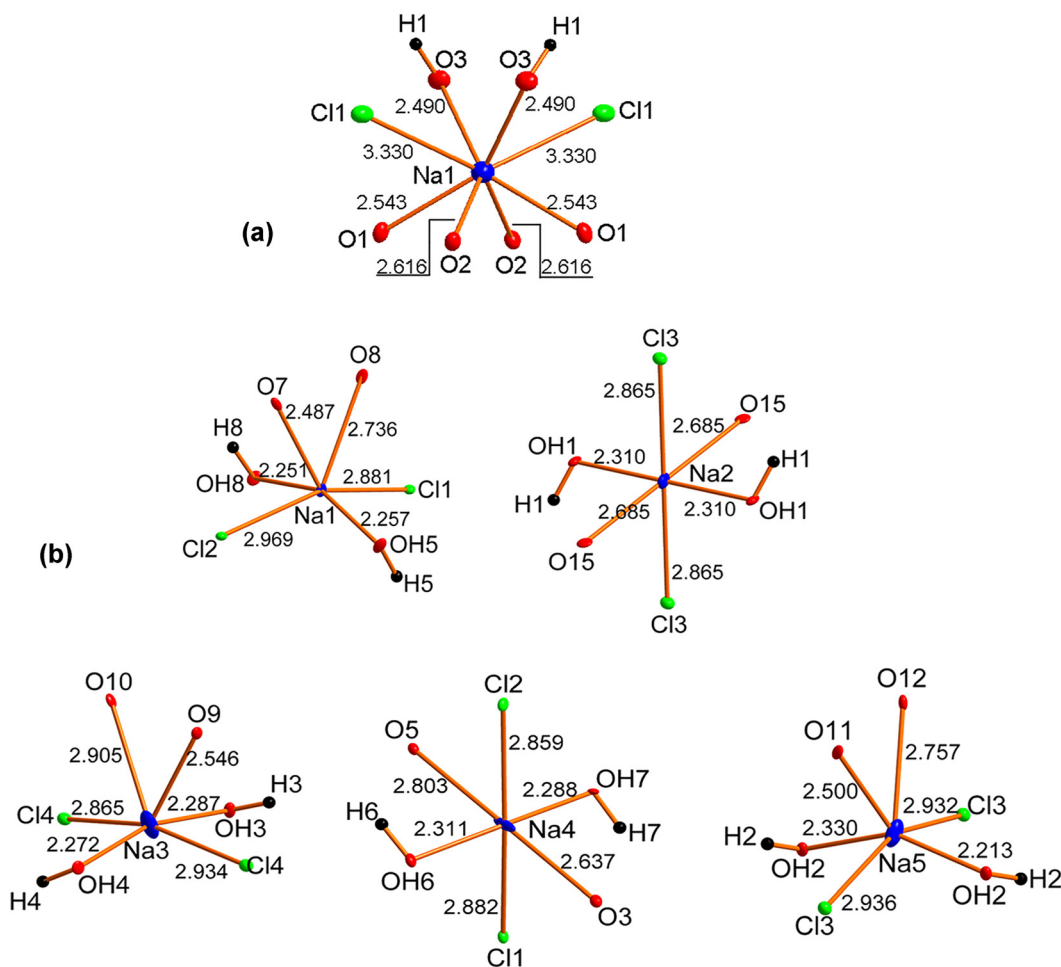 H1 H1
O3 O3
2.490 2.490
Cl1 Cl1
3.330 3.330
Na1
2.543 2.543
(a)
O1 O2 O2 O1
2.616 2.616
(b)
O8
O7
2.487
2.736
H8
2.251 2.881
OH8 Cl1
Na1
2.257
Cl2 2.969 OH5
H5
Cl3
2.865
O15
2.685
OH1 2.310 H1
Na2
H1 2.685 2.310 OH1
O15
2.865
Cl3
O10
O9
2.905 2.546
H3
2.865 2.287
Cl4 OH3
2.272 Na3
OH4 2.934 Cl4
H4
Cl2
O5 2.859
2.803 2.288 OH7
H6
2.311 Na4 H7
2.637
OH6
2.882 O3
Cl1
O12
O11
2.757
2.500
2.932 Cl3
H2 2.330
OH2 Na5 2.213
H2
OH2
2.936
Cl3